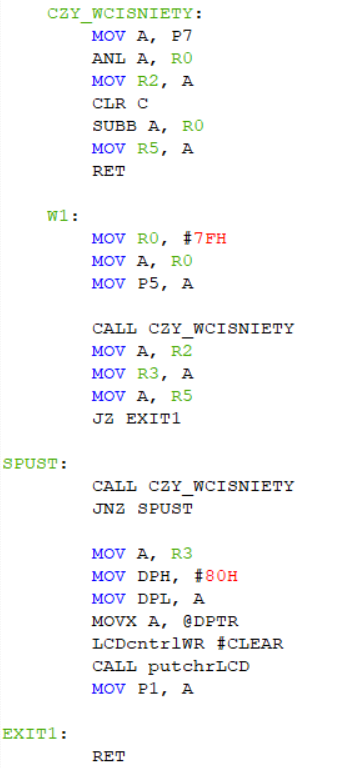 CZY_WCISNIETY:
MOV A, P7
ANL A, R0
MOV R2, A
CLR C
SUBB A, R0
MOV R5, A
RET
W1:
MOV R0, #7FH
MOV A, R0
MOV P5, A
CALL CZY_WCISNIETY
MOV A, R2
MOV R3, A
MOV A, R5
JZ EXIT1
SPUST:
CALL CZY_WCISNIETY
JNZ SPUST
MOV A, R3
MOV DPH, #80H
MOV DPL, A
MOVX A, @DPTR
LCDcntrlWR #CLEAR
CALL putchrLCD
MOV P1, A
EXIT1:
RET